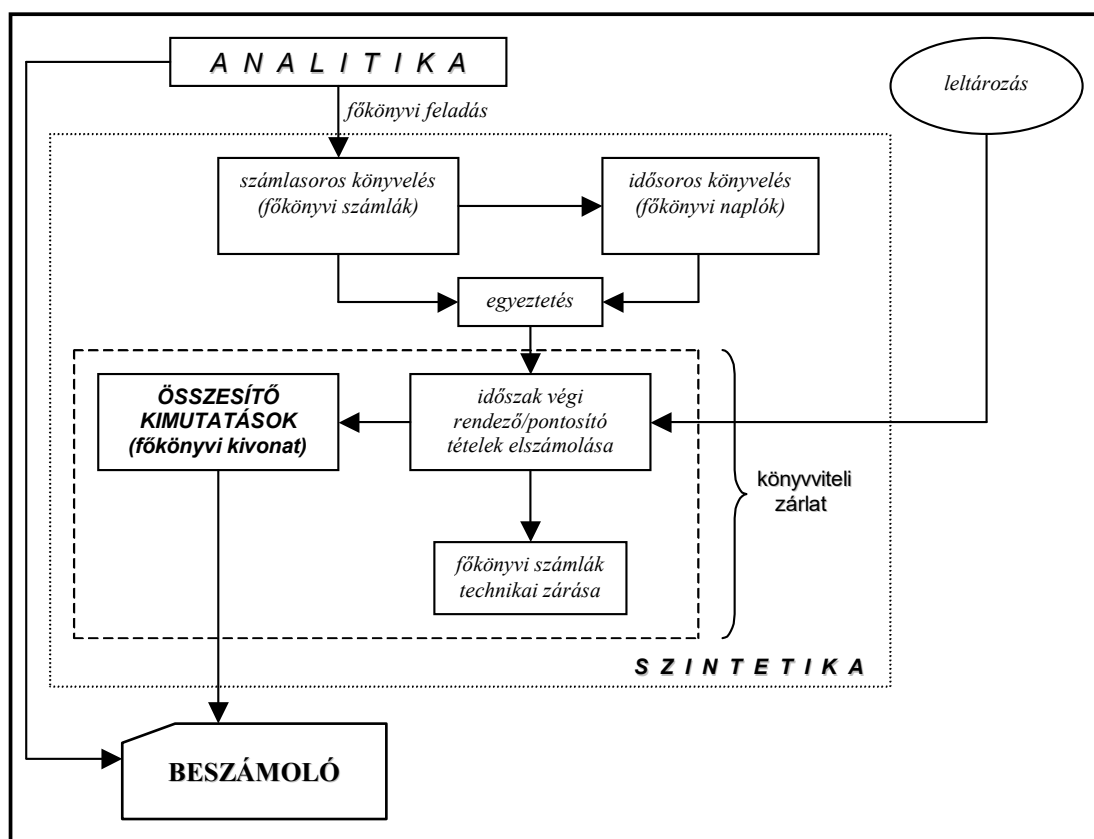 A N A L I T I K A
leltározás
főkönyvi feladás
számlasoros könyvelés
(főkönyvi számlák)
idősoros könyvelés
(főkönyvi naplók)
egyeztetés
ÖSSZESÍTŐ
KIMUTATÁSOK
(főkönyvi kivonat)
időszak végi
rendező/pontosító
tételek elszámolása
könyvviteli
zárlat
főkönyvi számlák
technikai zárása
S Z I N T E T I K A
BESZÁMOLÓ